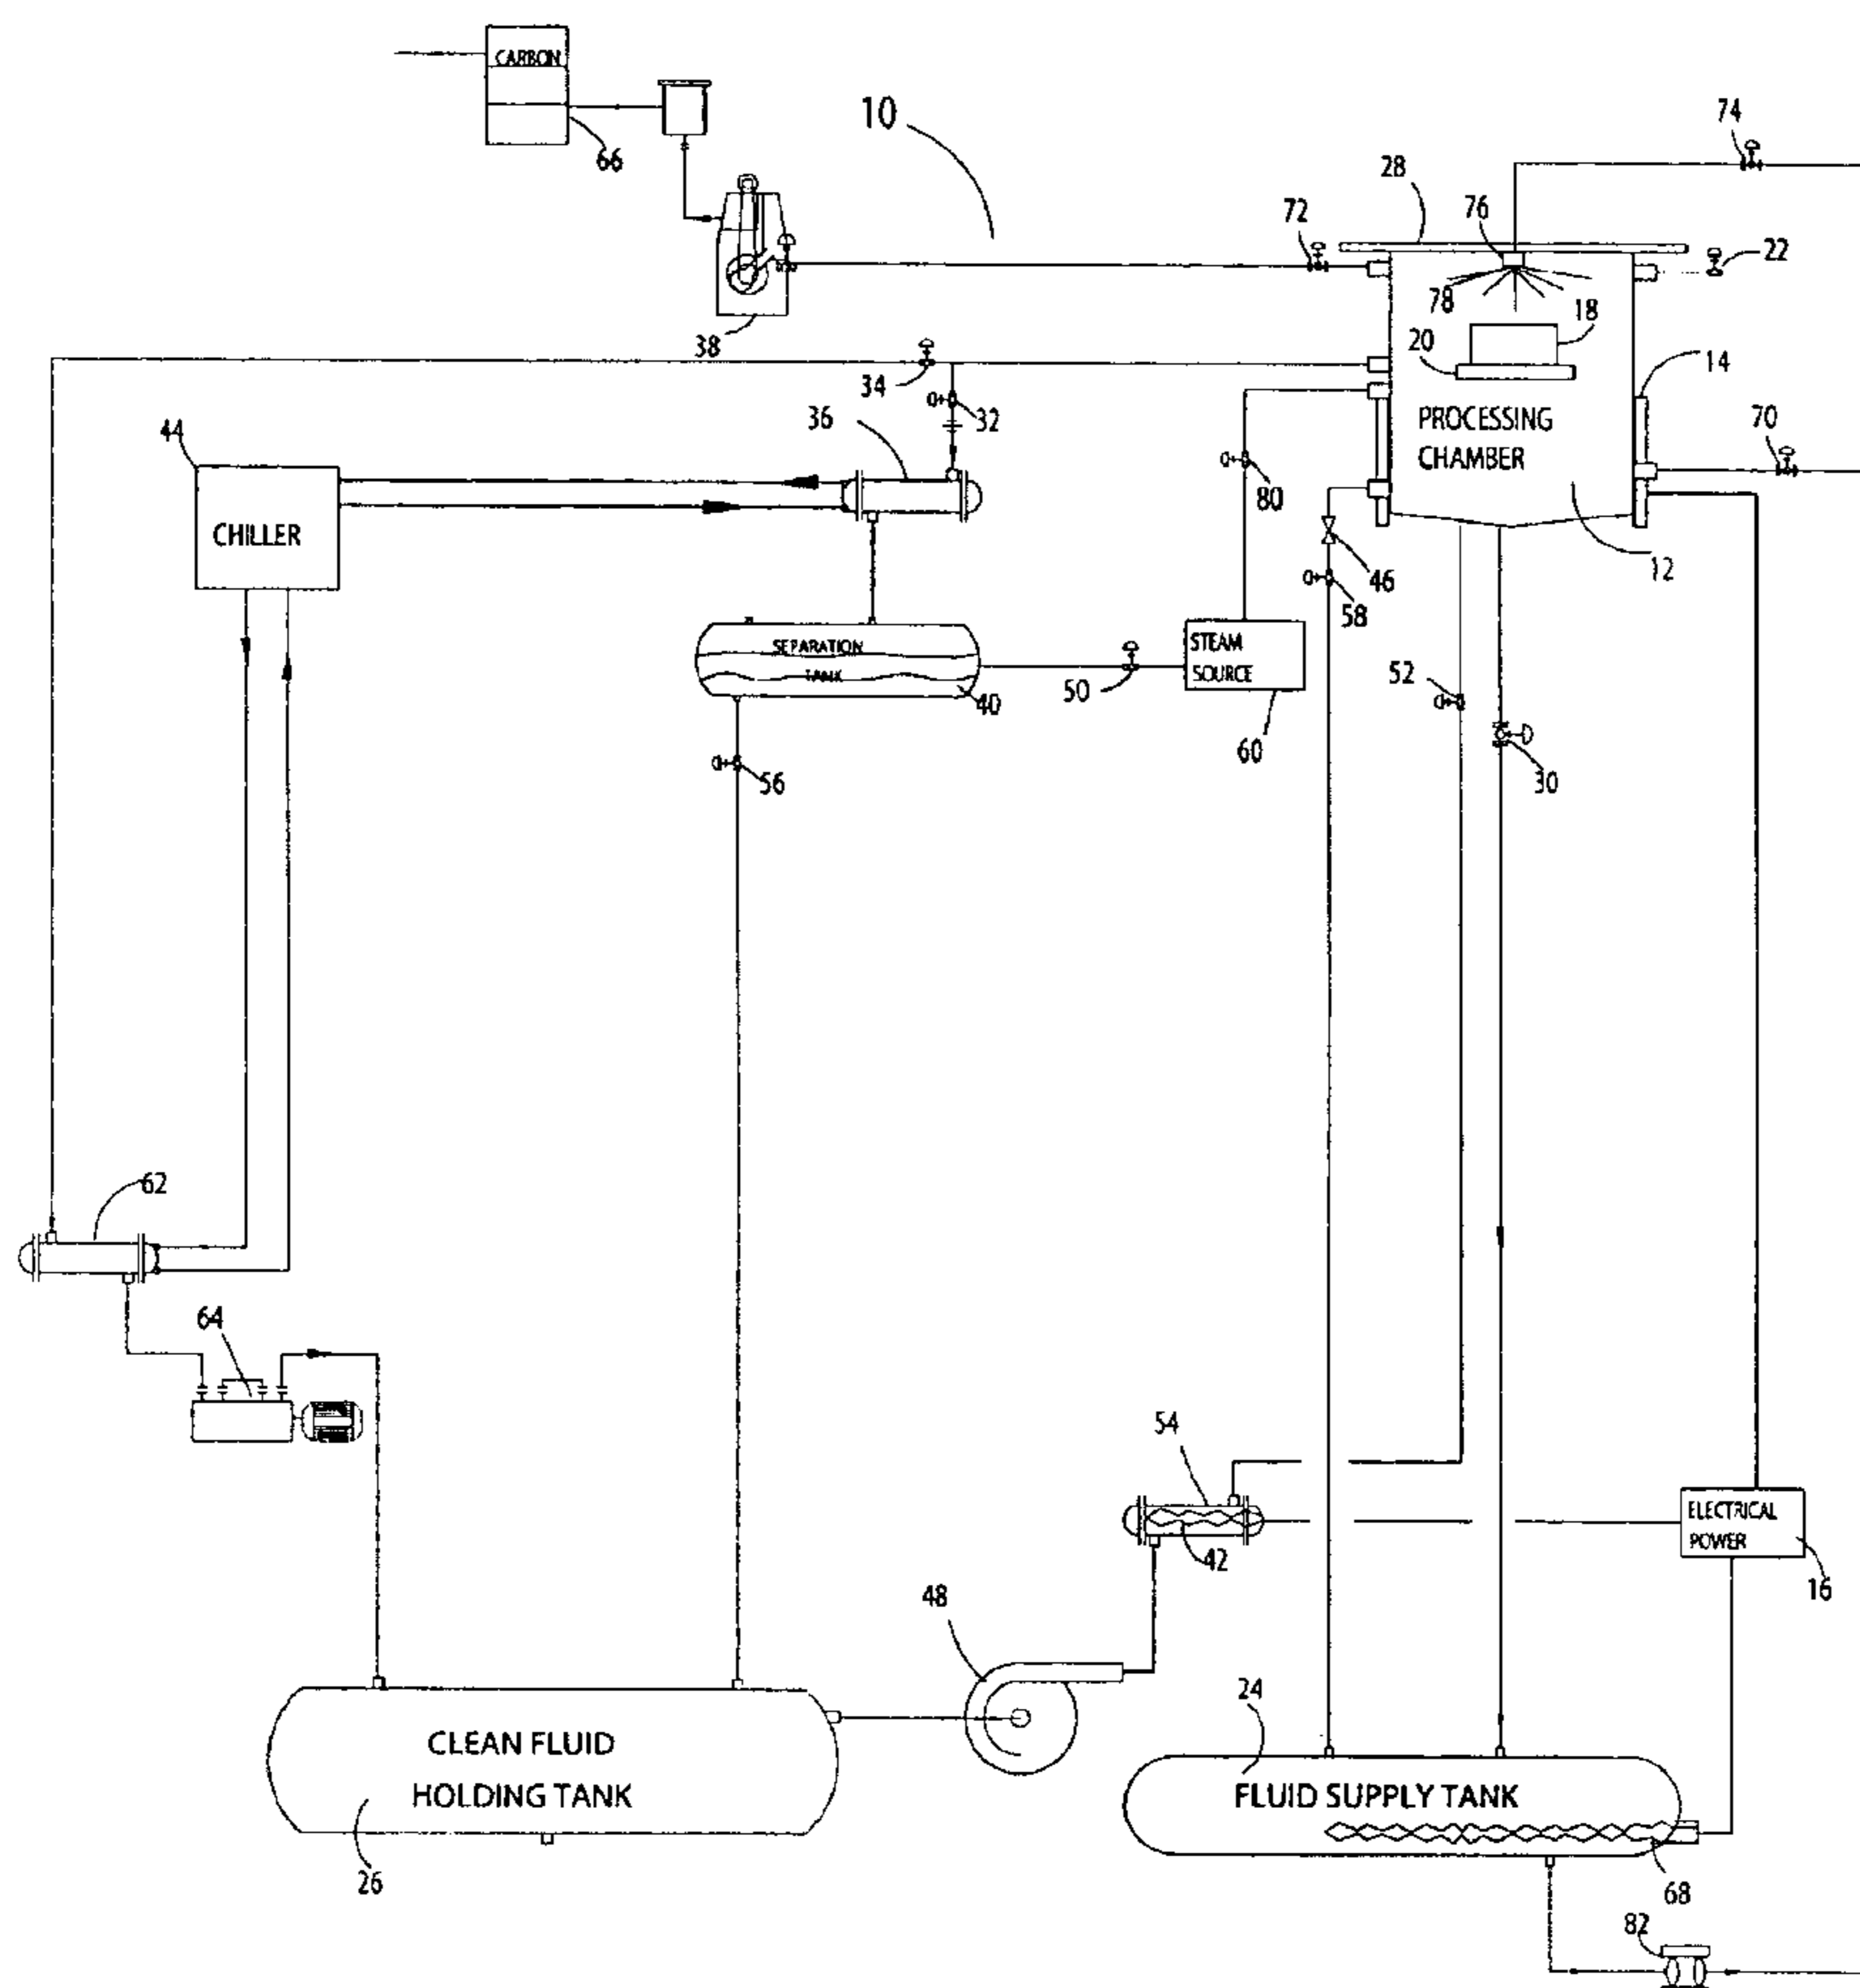 CARBON
66
10
74
28
76
72
22
78
18
38
20
14
34
32
36
PROCESSING
CHAMBER
70
44
80
CHILLER
46
12
58
SEPARATION
TANK
STEAM
SOURCE
52
50
40
60
30
56
62
64
54
ELECTRICAL
POWER
42
16
48
24
CLEAN FLUID
HOLDING TANK
FLUID SUPPLY TANK
26
68
82